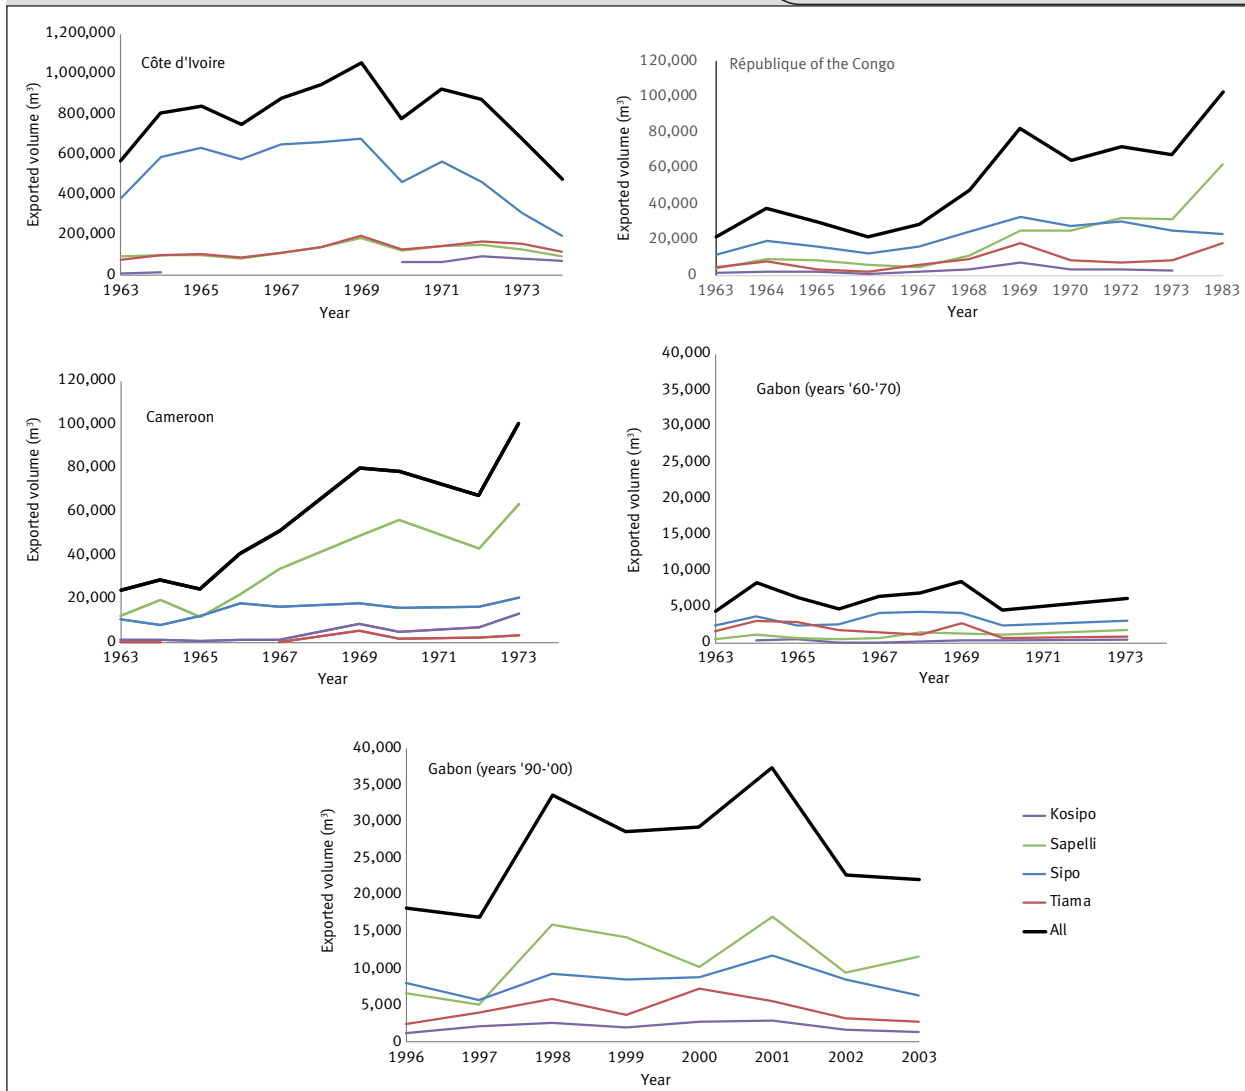 Côte d'Ivoire
Exported volume (m³)
1,200,000
1,000,000
800,000
600,000
400,000
200,000
0
1963 1965 1967 1969 1971 1973
Year
République of the Congo
Exported volume (m³)
120,000
100,000
80,000
60,000
40,000
20,000
0
1963 1964 1965 1966 1967 1968 1969 1970 1972 1973 1983
Year
Cameroon
Exported volume (m³)
120,000
100,000
80,000
60,000
40,000
20,000
0
1963 1965 1967 1969 1971 1973
Year
Gabon (years '60-'70)
Exported volume (m³)
40,000
35,000
30,000
25,000
20,000
15,000
10,000
5,000
0
1963 1965 1967 1969 1971 1973
Year
Gabon (years '90-'00)
Exported volume (m³)
40,000
35,000
30,000
25,000
20,000
15,000
10,000
5,000
0
1996 1997 1998 1999 2000 2001 2002 2003
Year
Kosipo
Sapelli
Sipo
Tiama
All